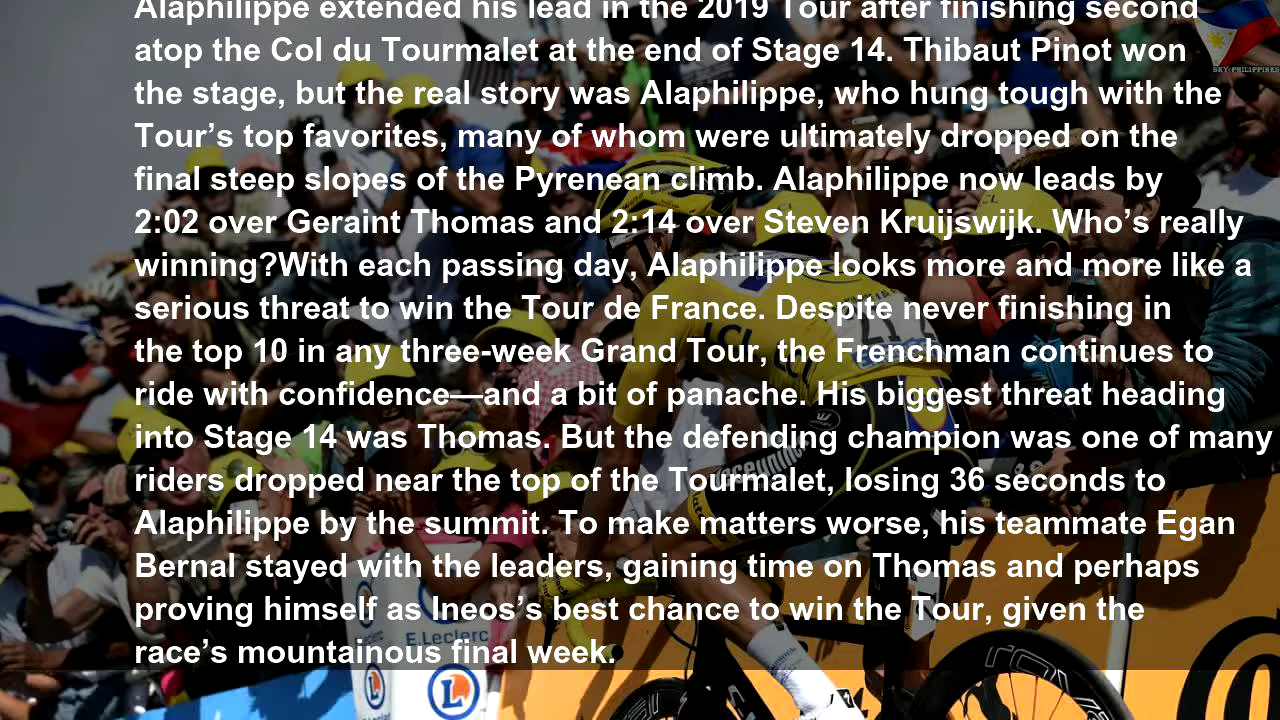 Alaphilippe extended his lead in the 2019 Tour after finishing second
atop the Col du Tourmalet at the end of Stage 14. Thibaut Pinot won
the stage, but the real story was Alaphilippe, who hung tough with the
Tour’s top favorites, many of whom were ultimately dropped on the
final steep slopes of the Pyrenean climb. Alaphilippe now leads by
2:02 over Geraint Thomas and 2:14 over Steven Kruijswijk. Who’s really
winning?With each passing day, Alaphilippe looks more and more like a
serious threat to win the Tour de France. Despite never finishing in
the top 10 in any three-week Grand Tour, the Frenchman continues to
ride with confidence—and a bit of panache. His biggest threat heading
into Stage 14 was Thomas. But the defending champion was one of many
riders dropped near the top of the Tourmalet, losing 36 seconds to
Alaphilippe by the summit. To make matters worse, his teammate Egan
Bernal stayed with the leaders, gaining time on Thomas and perhaps
proving himself as Ineos’s best chance to win the Tour, given the
race’s mountainous final week.
SKY PHILIPPINES
LCL
LCL
E.Leclerc
L
L